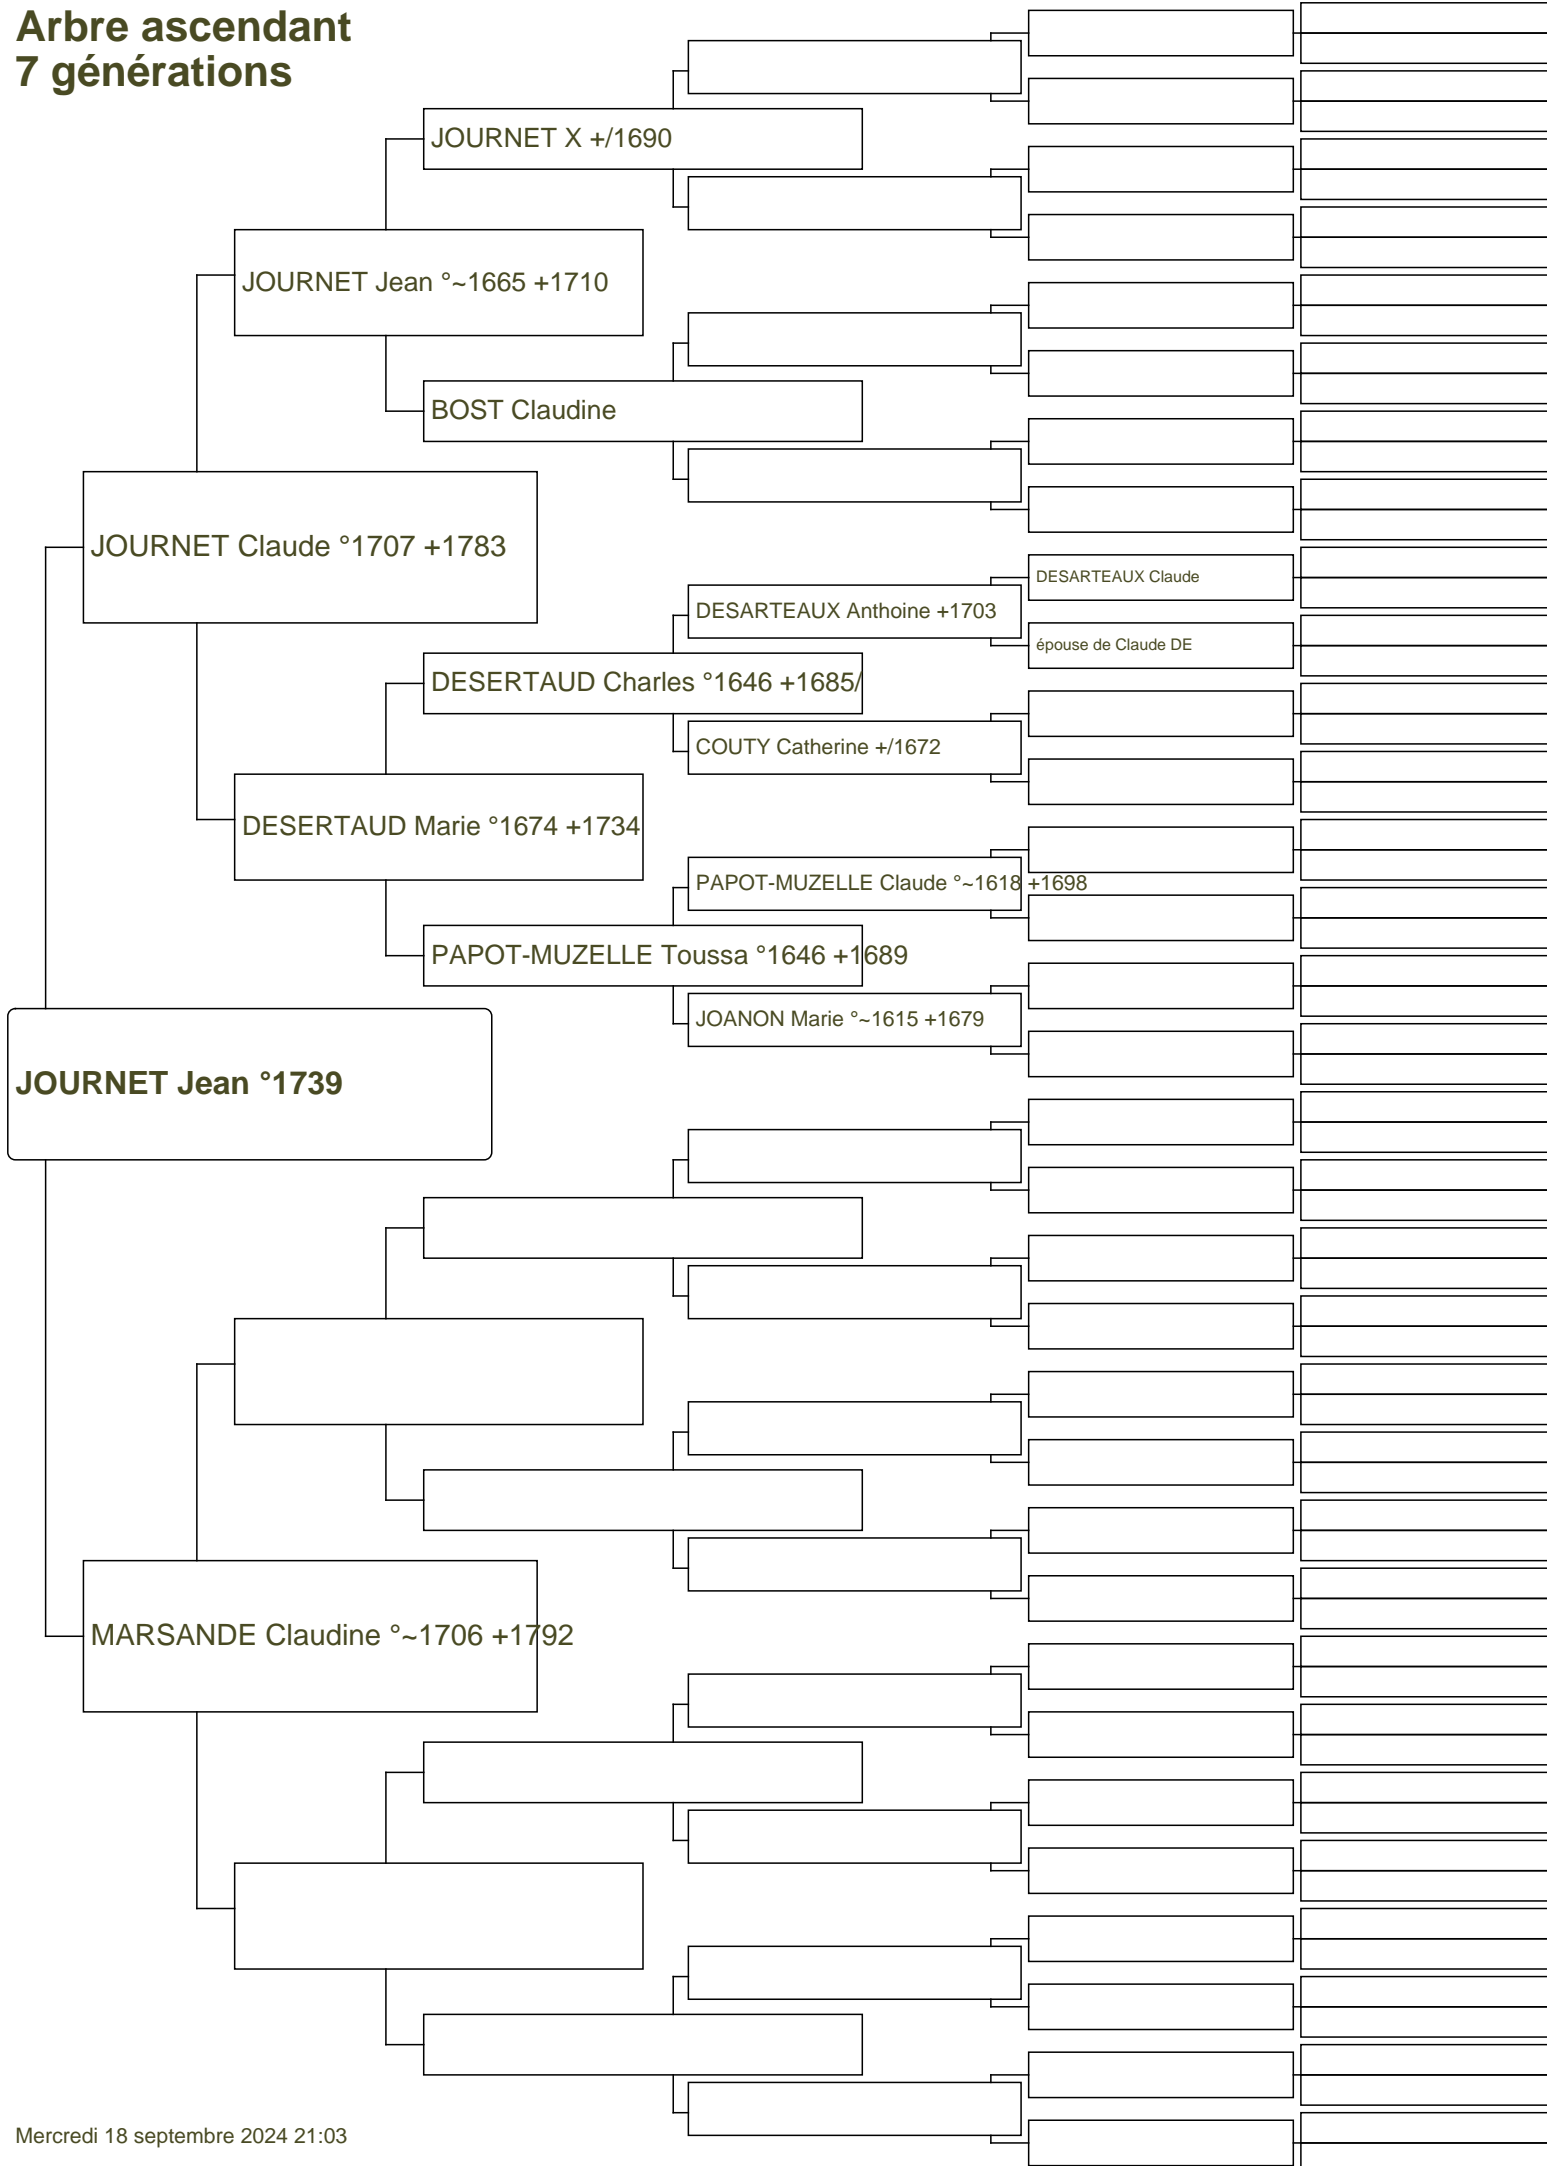 Arbre ascendant
7 générations
JOURNET X +/1690
JOURNET Jean °~1665 +1710
BOST Claudine
JOURNET Claude °1707 +1783
DESARTEAUX Claude
DESARTEAUX Anthoine +1703
épouse de Claude DE
DESERTAUD Charles °1646 +1685/
COUTY Catherine +/1672
DESERTAUD Marie °1674 +1734
PAPOT-MUZELLE Claude °~1618 +1698
PAPOT-MUZELLE Toussa °1646 +1689
JOANON Marie °~1615 +1679
JOURNET Jean °1739
MARSANDE Claudine °~1706 +1792
Mercredi 18 septembre 2024 21:03